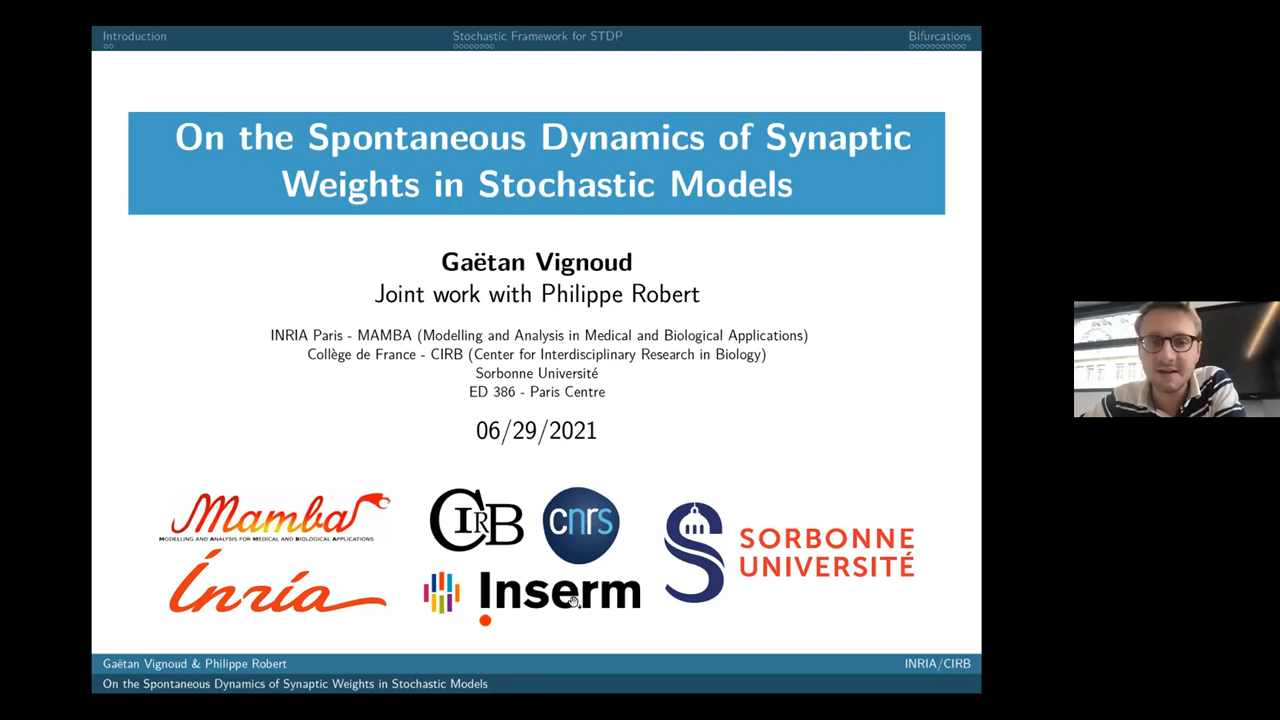 Introduction
Stochastic Framework for STDP
Bifurcations
On the Spontaneous Dynamics of Synaptic
Weights in Stochastic Models
Gaëtan Vignoud
Joint work with Philippe Robert
INRIA Paris - MAMBA (Modelling and Analysis in Medical and Biological Applications)
Collège de France - CIRB (Center for Interdisciplinary Research in Biology)
Sorbonne Université
ED 386 - Paris Centre
06/29/2021
Mamba
MODELLING AND ANALYSIS FOR MEDICAL AND BIOLOGICAL APPLICATIONS
Inria
CIRB
cnrs
Inserm
S
SORBONNE
UNIVERSITÉ
Gaëtan Vignoud & Philippe Robert
INRIA/CIRB
On the Spontaneous Dynamics of Synaptic Weights in Stochastic Models